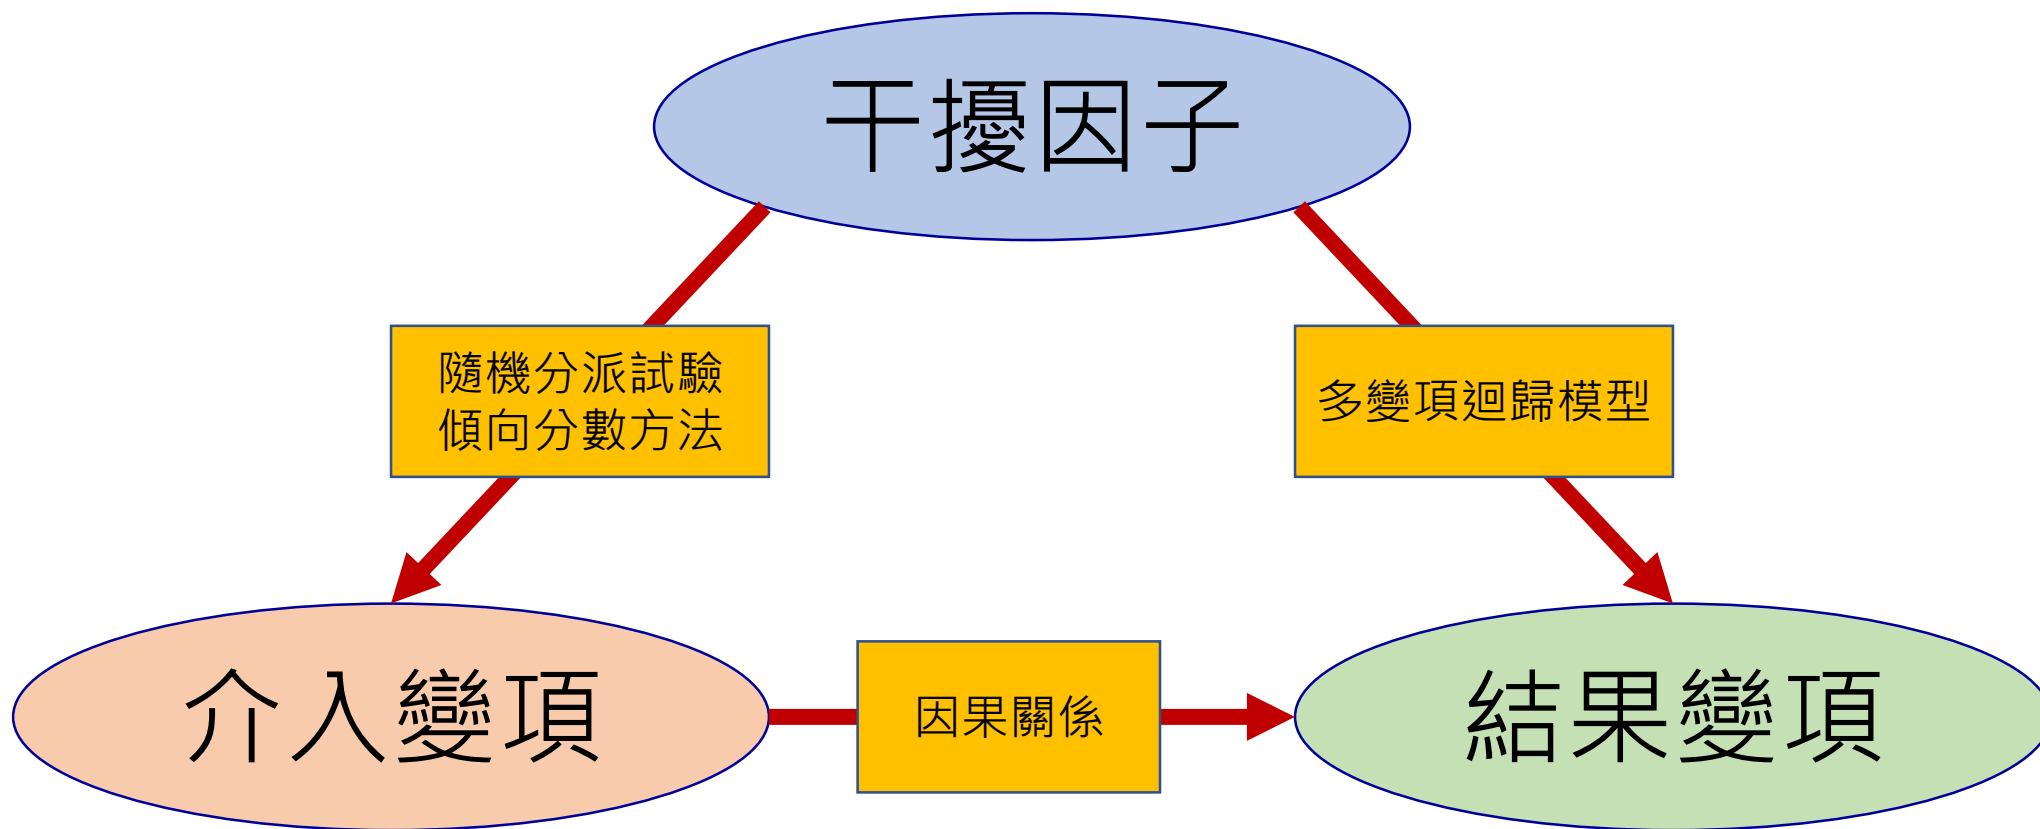 干擾因子
隨機分派試驗
傾向分數方法
多變項迴歸模型
介入變項
因果關係
結果變項